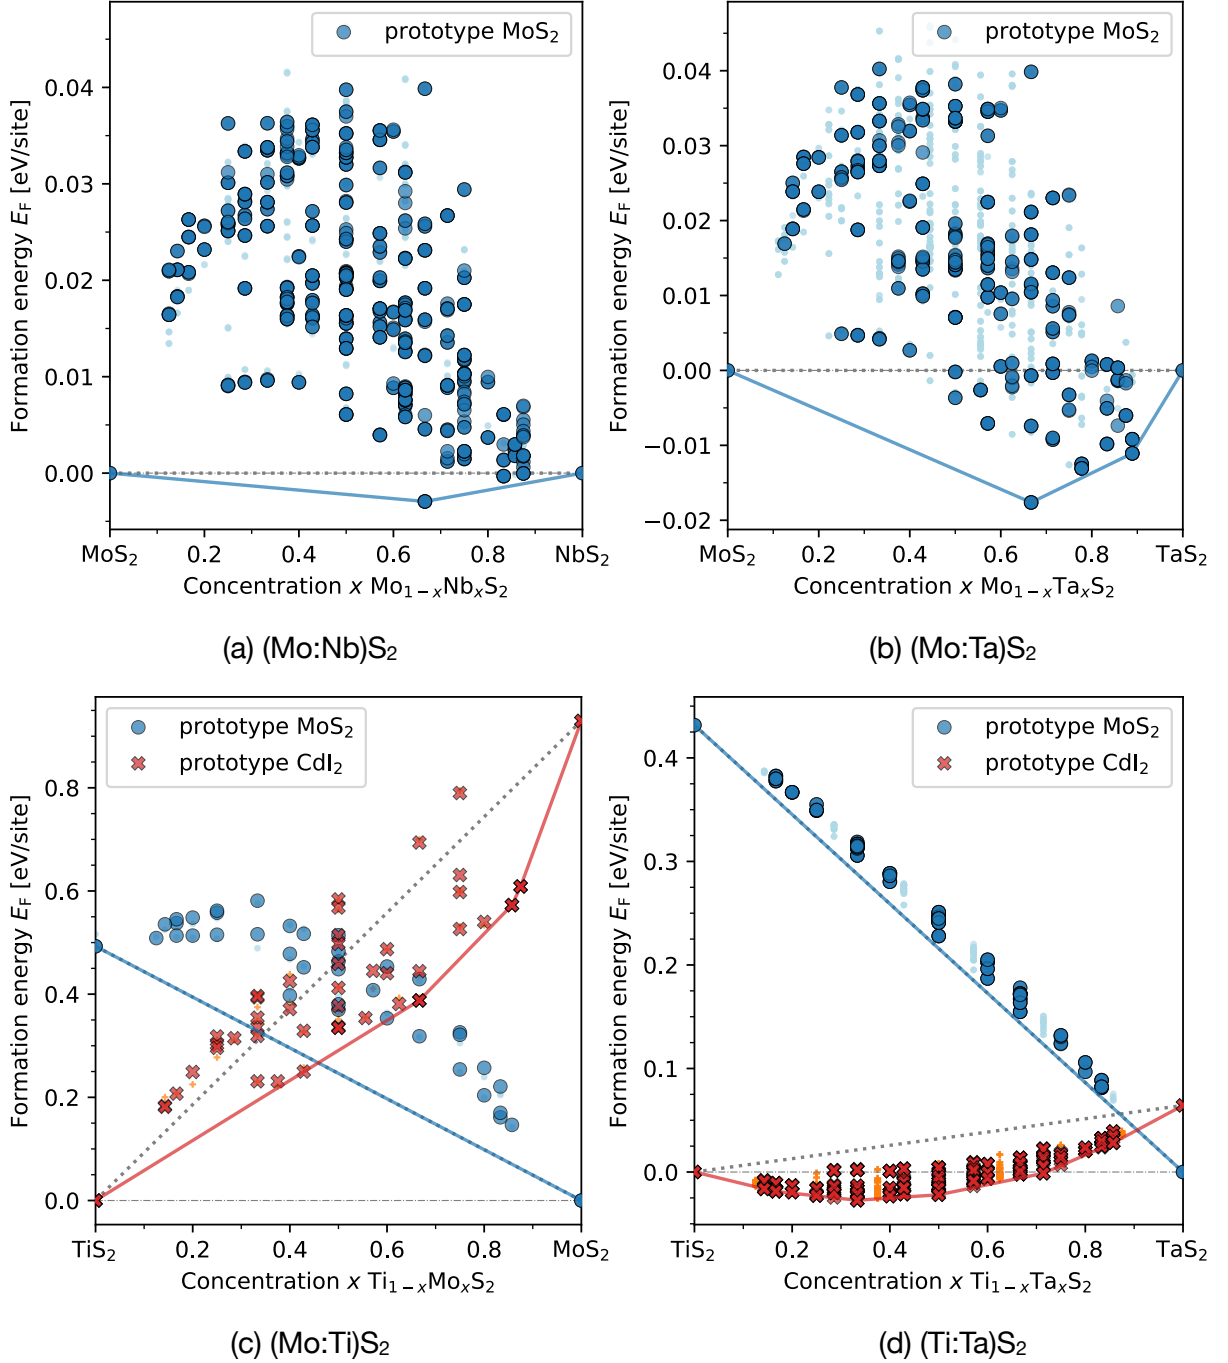 prototype MoS₂
Formation energy E_F [eV/site]
0.04
0.03
0.02
0.01
0.00
MoS₂ 0.2 0.4 0.6 0.8 NbS₂
Concentration x Mo₁₋ₓNbₓS₂
(a) (Mo:Nb)S₂
prototype MoS₂
Formation energy E_F [eV/site]
0.04
0.03
0.02
0.01
0.00
−0.01
−0.02
MoS₂ 0.2 0.4 0.6 0.8 TaS₂
Concentration x Mo₁₋ₓTaₓS₂
(b) (Mo:Ta)S₂
prototype MoS₂
prototype CdI₂
Formation energy E_F [eV/site]
0.8
0.6
0.4
0.2
0.0
TiS₂ 0.2 0.4 0.6 0.8 MoS₂
Concentration x Ti₁₋ₓMoₓS₂
(c) (Mo:Ti)S₂
prototype MoS₂
prototype CdI₂
Formation energy E_F [eV/site]
0.4
0.3
0.2
0.1
0.0
TiS₂ 0.2 0.4 0.6 0.8 TaS₂
Concentration x Ti₁₋ₓTaₓS₂
(d) (Ti:Ta)S₂